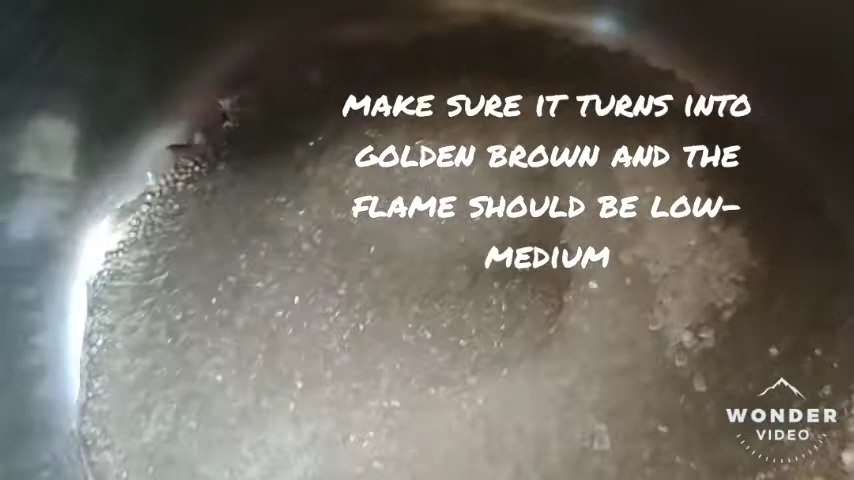 MAKE SURE IT TURNS INTO
GOLDEN BROWN AND THE
FLAME SHOULD BE LOW-
MEDIUM
WONDER
VIDEO